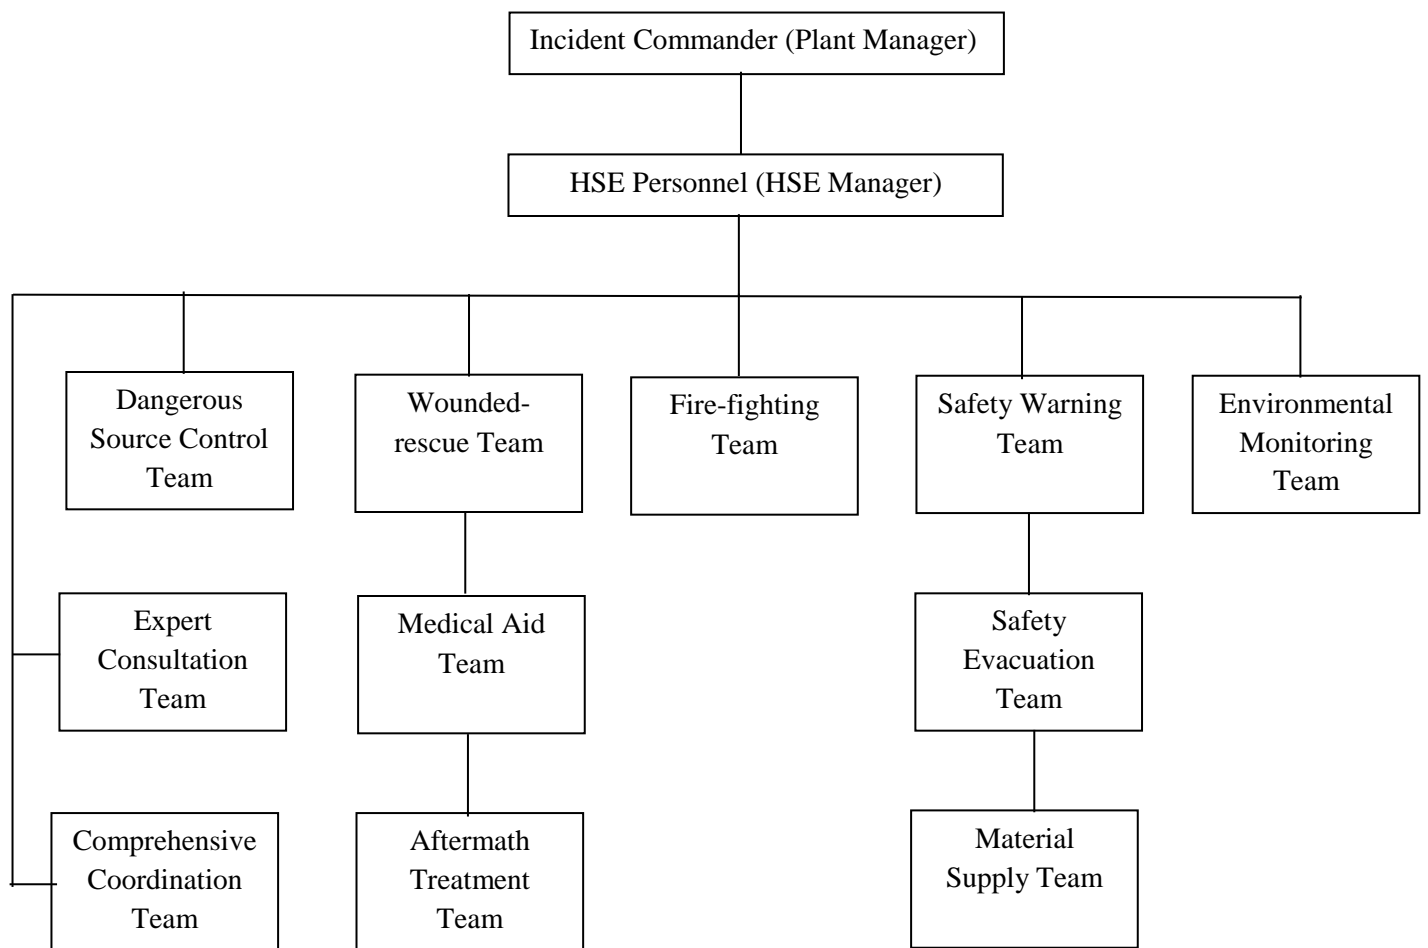 Incident Commander (Plant Manager)
HSE Personnel (HSE Manager)
Dangerous
Source Control
Team
Wounded-
rescue Team
Fire-fighting
Team
Safety Warning
Team
Environmental
Monitoring
Team
Expert
Consultation
Team
Medical Aid
Team
Safety
Evacuation
Team
Comprehensive
Coordination
Team
Aftermath
Treatment
Team
Material
Supply Team